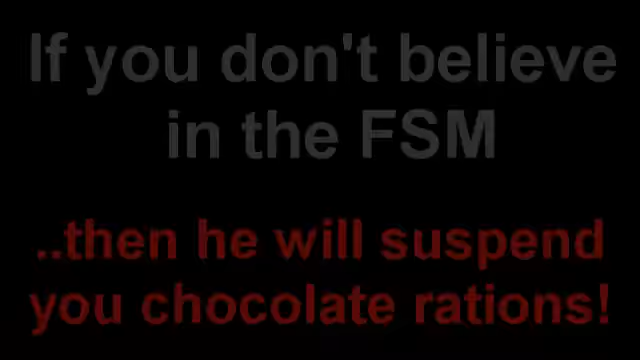 If you don't believe
in the FSM
..then he will suspend
you chocolate rations!